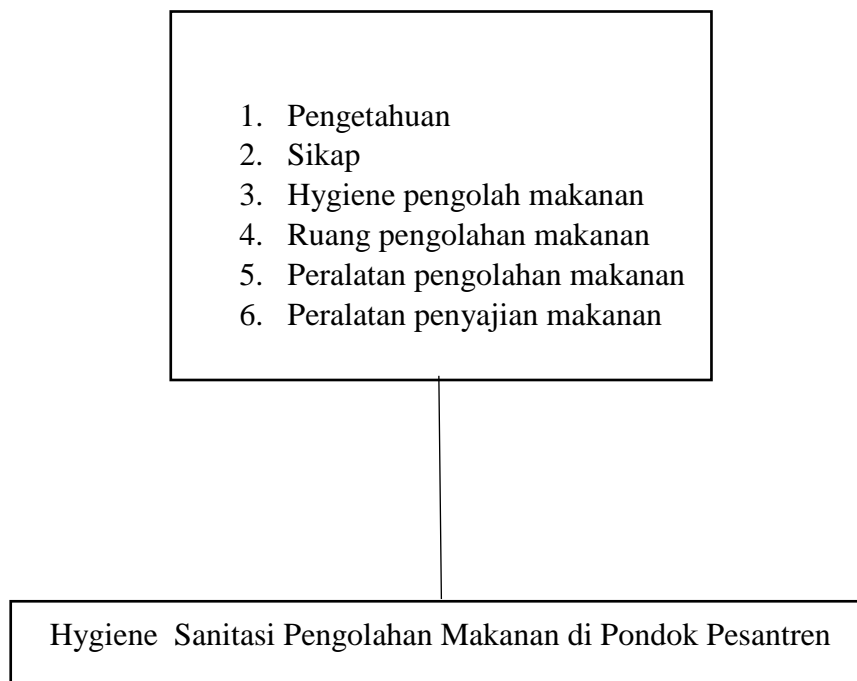 1. Pengetahuan
2. Sikap
3. Hygiene pengolah makanan
4. Ruang pengolahan makanan
5. Peralatan pengolahan makanan
6. Peralatan penyajian makanan
Hygiene  Sanitasi Pengolahan Makanan di Pondok Pesantren